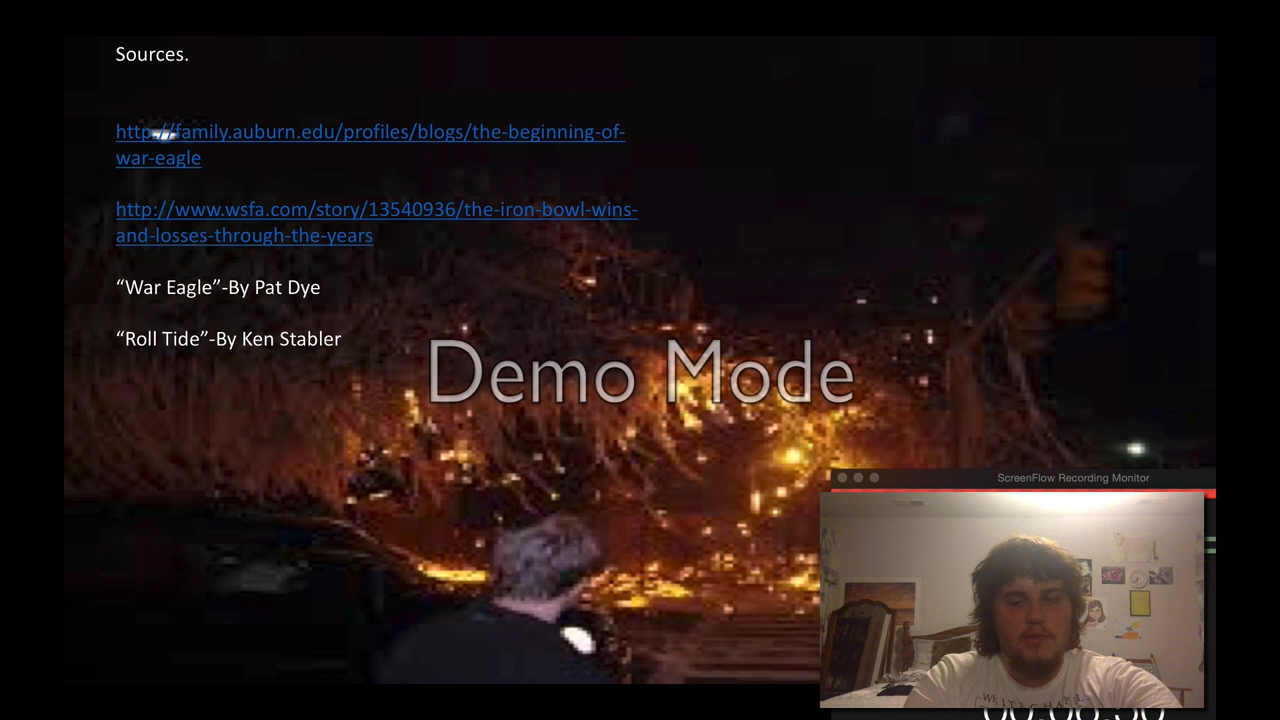 Sources.
http://family.auburn.edu/profiles/blogs/the-beginning-of-
war-eagle
http://www.wsfa.com/story/13540936/the-iron-bowl-wins-
and-losses-through-the-years
“War Eagle”-By Pat Dye
“Roll Tide”-By Ken Stabler
Demo Mode
ScreenFlow Recording Monitor